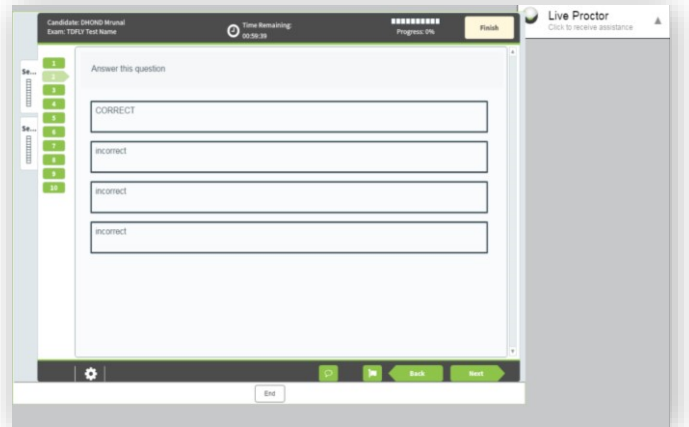 Candidate: DHOND Mrunal
Exam: TDFLY Test Name
Time Remaining:
00:59:39
Progress: 0%
Finish
Live Proctor
Click to receive assistance
Se...
Se...
1
2
3
4
5
6
7
8
9
10
Answer this question
CORRECT
incorrect
incorrect
incorrect
Back
Next
End